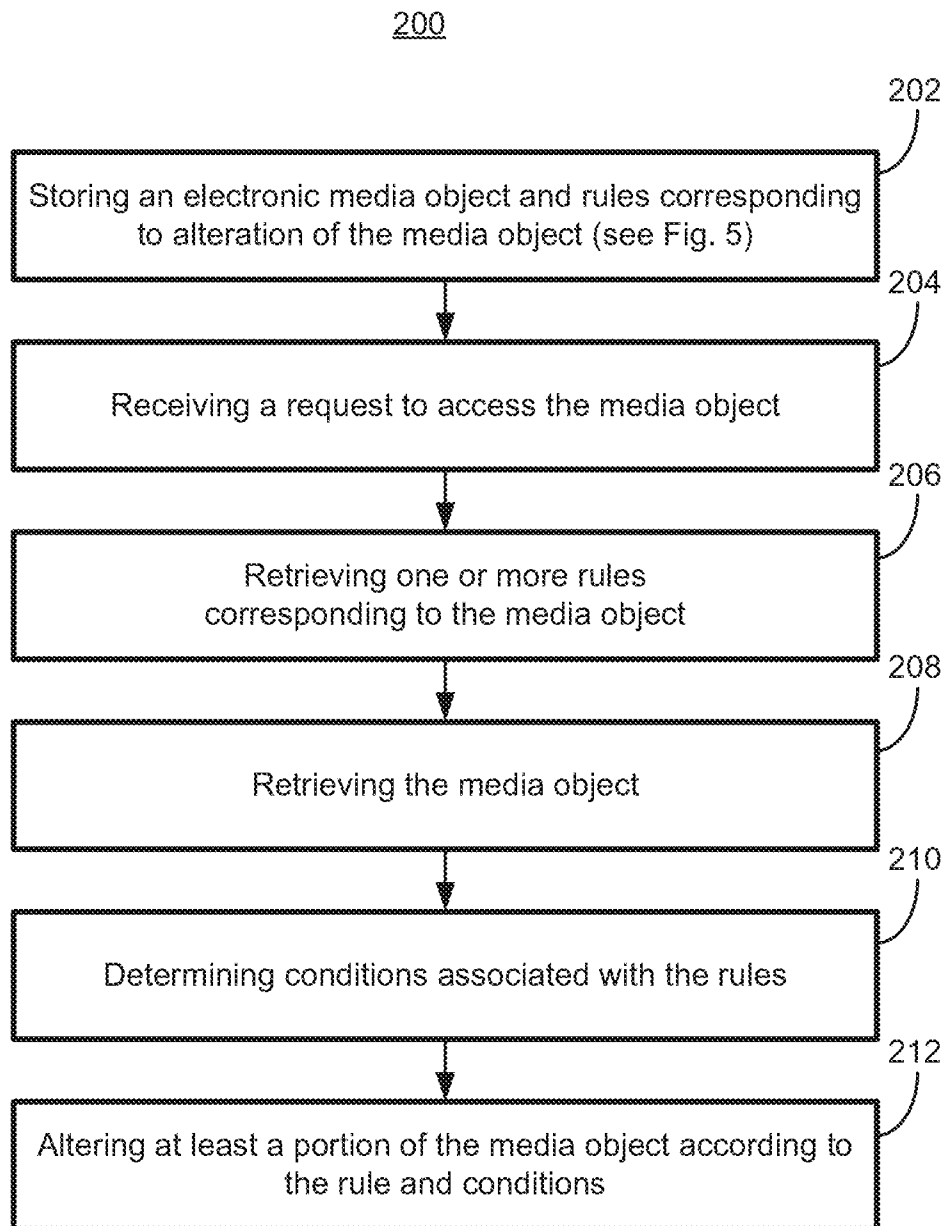 200
202
Storing an electronic media object and rules corresponding
to alteration of the media object (see Fig. 5)
204
Receiving a request to access the media object
206
Retrieving one or more rules
corresponding to the media object
208
Retrieving the media object
210
Determining conditions associated with the rules
212
Altering at least a portion of the media object according to
the rule and conditions